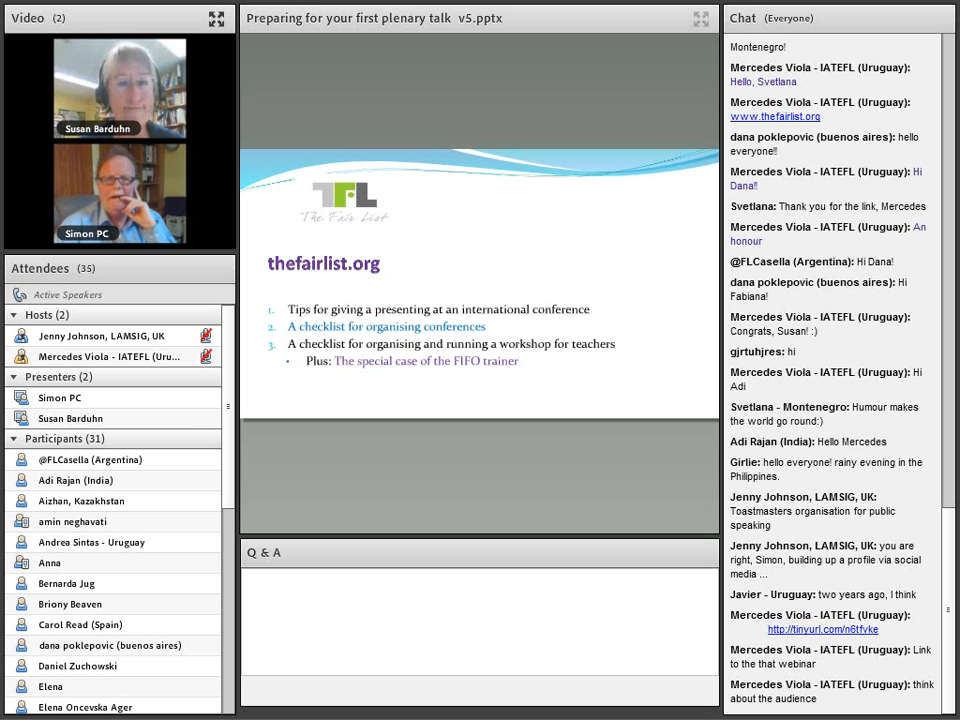 Video (2)
Susan Barduhn
Simon PC
Attendees (35)
Active Speakers
Hosts (2)
Jenny Johnson, LAMSIG, UK
Mercedes Viola - IATEFL (Uru...
Presenters (2)
Simon PC
Susan Barduhn
Participants (31)
@FLCasella (Argentina)
Adi Rajan (India)
Aizhan, Kazakhstan
amin neghavati
Andrea Sintas - Uruguay
Anna
Bernarda Jug
Briony Beaven
Carol Read (Spain)
dana poklepovic (buenos aires)
Daniel Zuchowski
Elena
Elena Oncevska Ager
Preparing for your first plenary talk v5.pptx
TFL
The Fair List
thefairlist.org
1. Tips for giving a presenting at an international conference
2. A checklist for organising conferences
3. A checklist for organising and running a workshop for teachers
• Plus: The special case of the FIFO trainer
Q & A
Chat (Everyone)
Montenegro!
Mercedes Viola - IATEFL (Uruguay):
Hello, Svetlana
Mercedes Viola - IATEFL (Uruguay):
www.thefairlist.org
dana poklepovic (buenos aires): hello
everyone!!
Mercedes Viola - IATEFL (Uruguay): Hi
Dana!!
Svetlana: Thank you for the link, Mercedes
Mercedes Viola - IATEFL (Uruguay): An
honour
@FLCasella (Argentina): Hi Dana!
dana poklepovic (buenos aires): Hi
Fabiana!
Mercedes Viola - IATEFL (Uruguay):
Congrats, Susan! :)
gjrtuhjres: hi
Mercedes Viola - IATEFL (Uruguay): Hi
Adi
Svetlana - Montenegro: Humour makes
the world go round:)
Adi Rajan (India): Hello Mercedes
Girlie: hello everyone! rainy evening in the
Philippines.
Jenny Johnson, LAMSIG, UK:
Toastmasters organisation for public
speaking
Jenny Johnson, LAMSIG, UK: you are
right, Simon, building up a profile via social
media ...
Javier - Uruguay: two years ago, I think
Mercedes Viola - IATEFL (Uruguay):
http://tinyurl.com/n6tfvke
Mercedes Viola - IATEFL (Uruguay): Link
to the that webinar
Mercedes Viola - IATEFL (Uruguay): think
about the audience